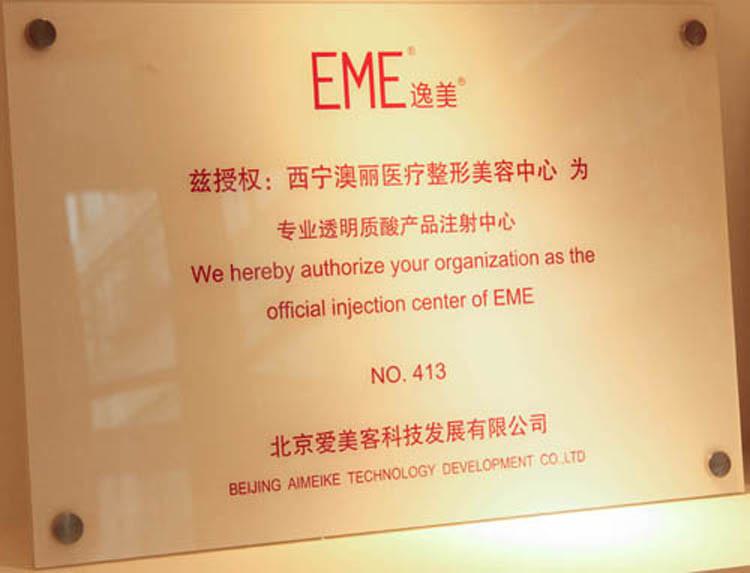 EME® 逸美®
兹授权：西宁澳丽医疗整形美容中心 为
专业透明质酸产品注射中心
We hereby authorize your organization as the
official injection center of EME
NO. 413
北京爱美客科技发展有限公司
BEIJING AIMEIKE TECHNOLOGY DEVELOPMENT CO.,LTD